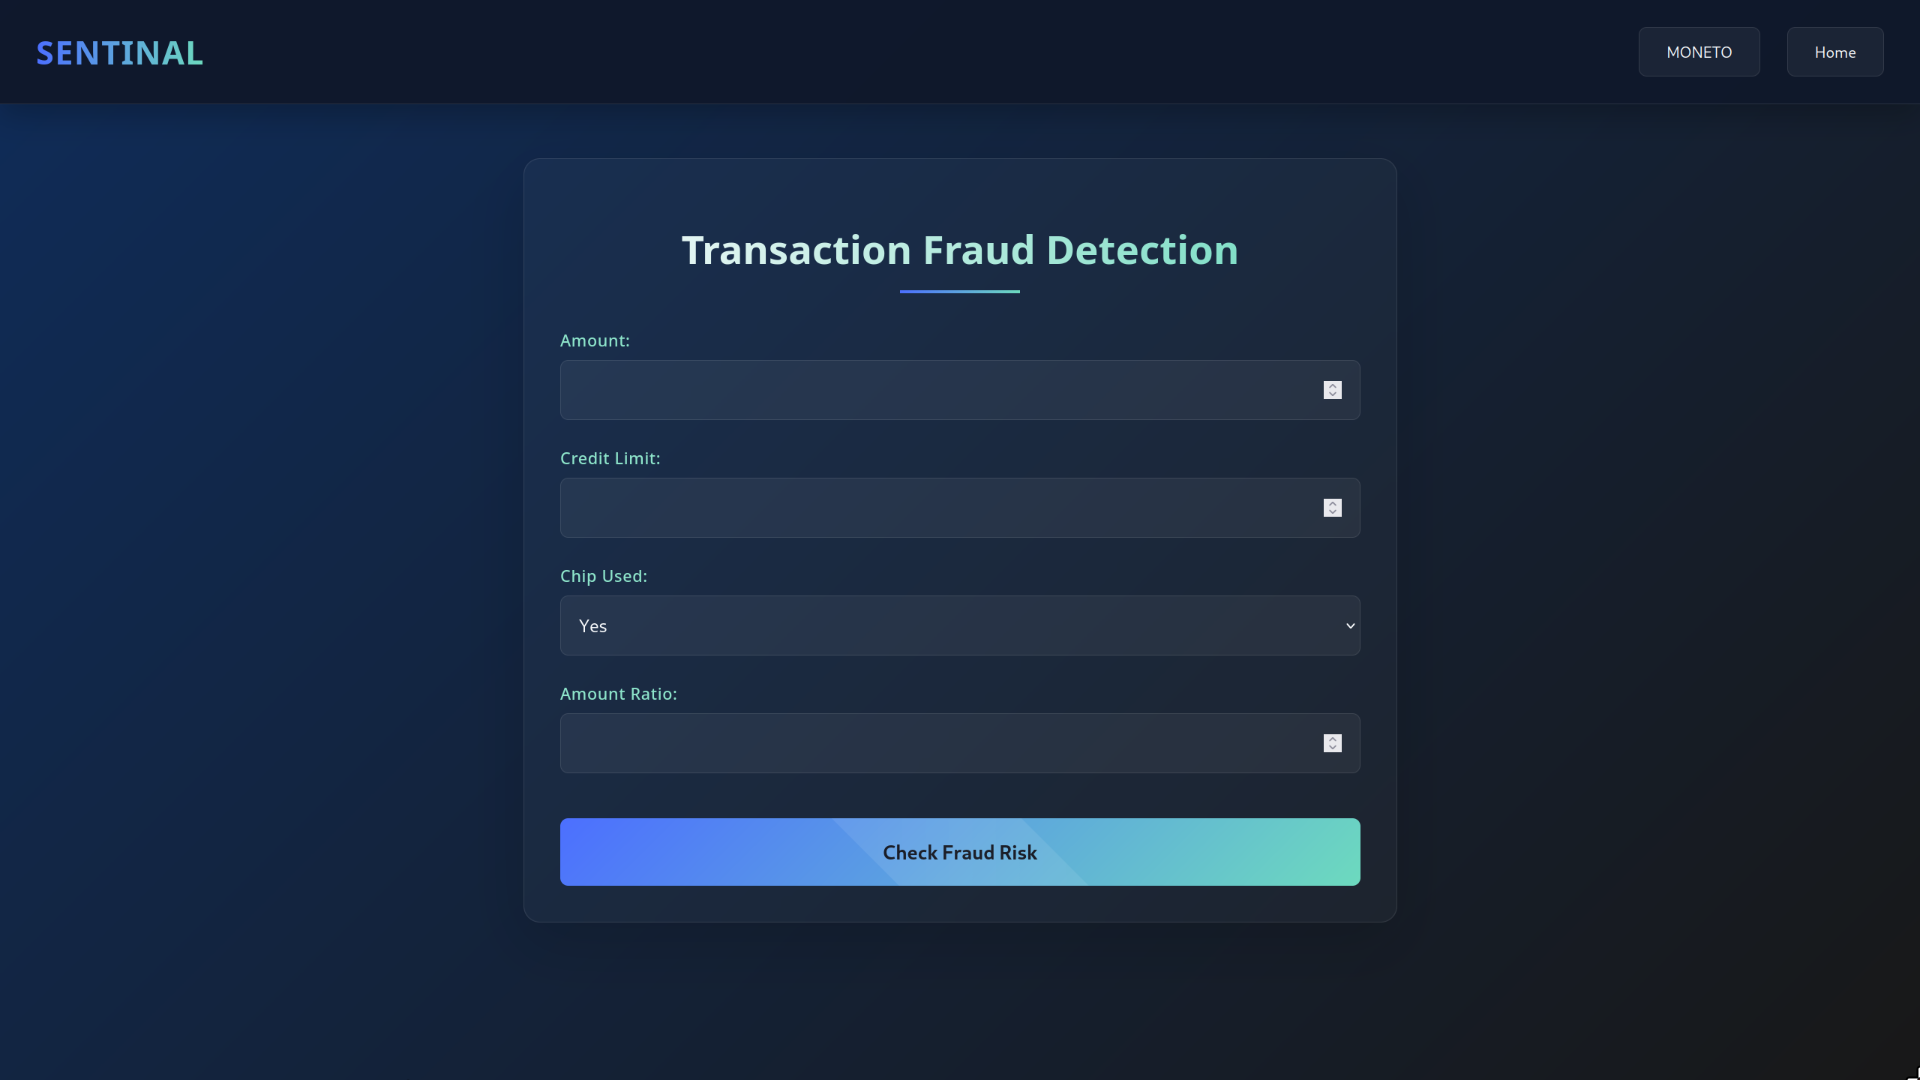 SENTINAL
MONETO
Home
Transaction Fraud Detection
Amount:
Credit Limit:
Chip Used:
Yes
Amount Ratio:
Check Fraud Risk